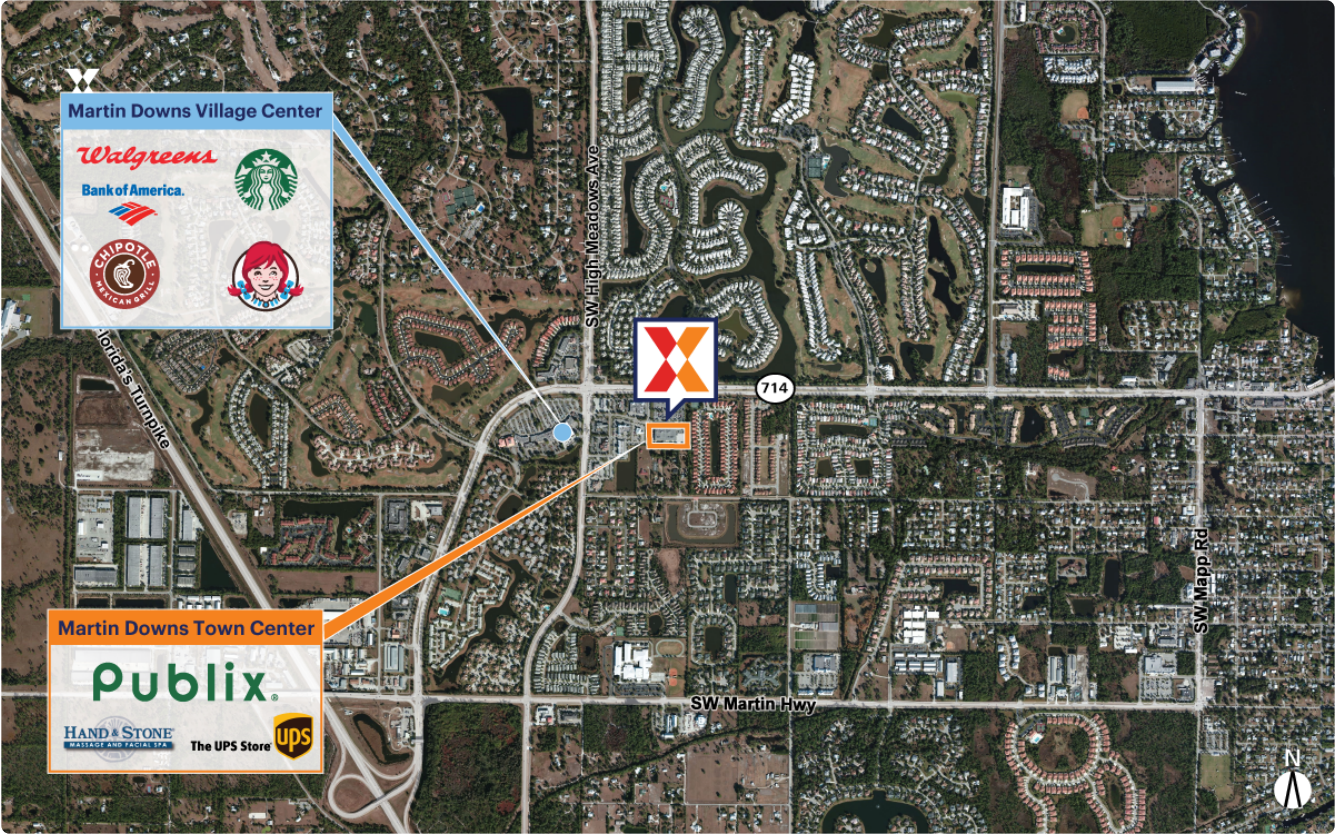 Martin Downs Village Center
Walgreens
Bank of America.
CHIPOTLE
MEXICAN GRILL
SW High Meadows Ave
Florida's Turnpike
714
SW Mapp Rd
Martin Downs Town Center
Publix®
HAND & STONE®
MASSAGE AND FACIAL SPA
The UPS Store
ups
SW Martin Hwy
N